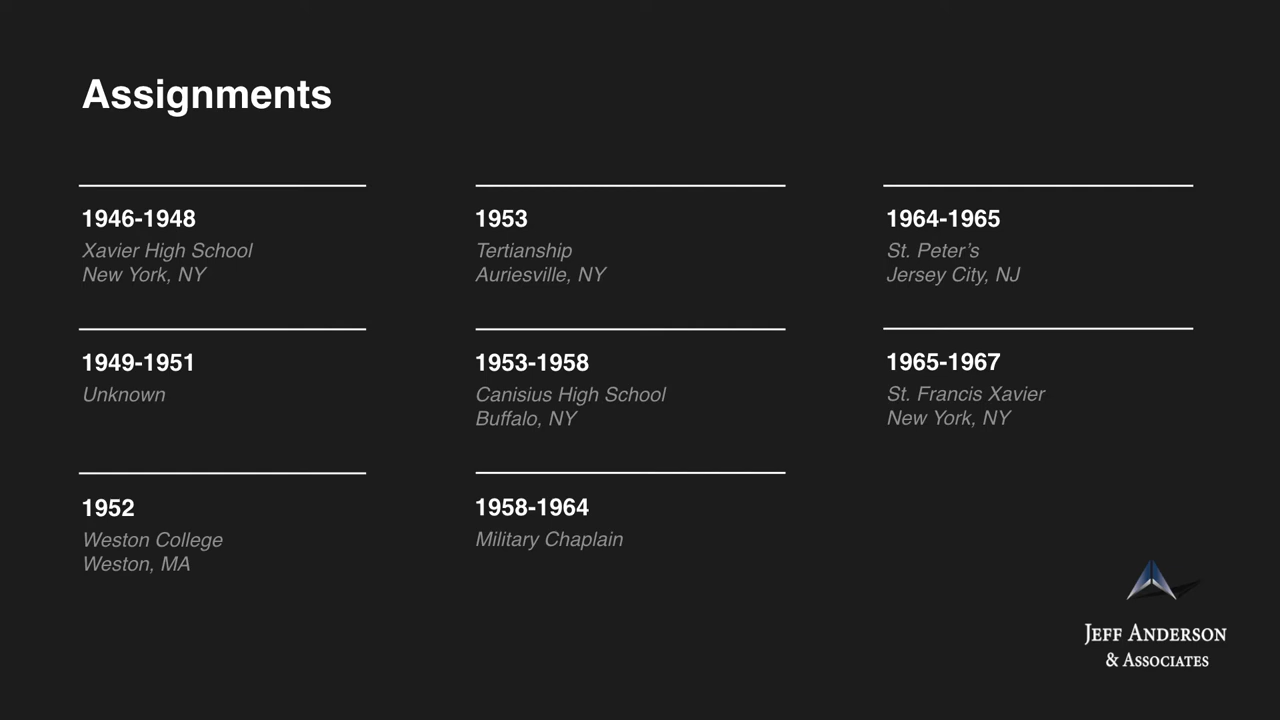 Assignments
1946-1948
Xavier High School
New York, NY
1949-1951
Unknown
1952
Weston College
Weston, MA
1953
Tertianship
Auriesville, NY
1953-1958
Canisius High School
Buffalo, NY
1958-1964
Military Chaplain
1964-1965
St. Peter's
Jersey City, NJ
1965-1967
St. Francis Xavier
New York, NY
Jeff Anderson
& Associates